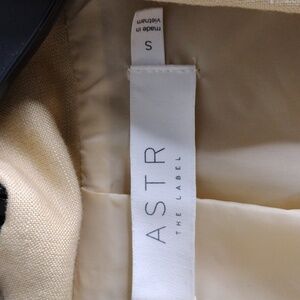 made in
vietnam
S
ASTR
THE LABEL